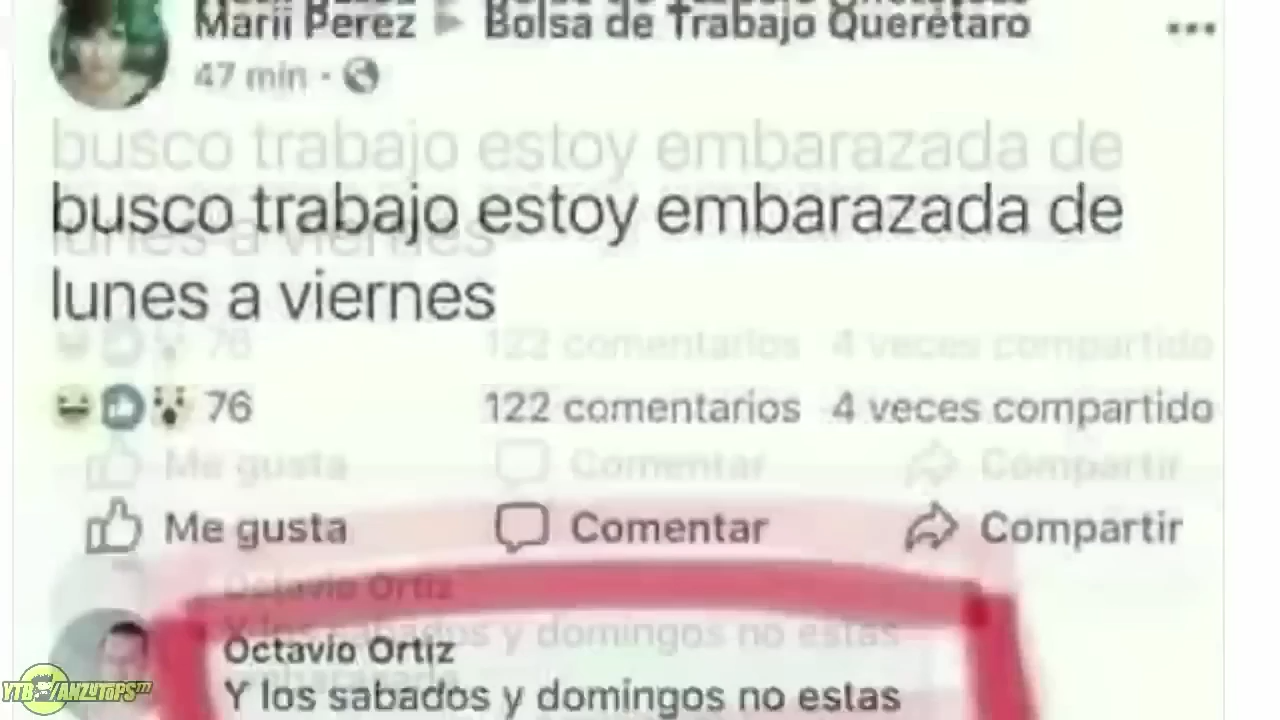 Marii Perez ▶ Bolsa de Trabajo Querétaro
47 min ·
busco trabajo estoy embarazada de
lunes a viernes
76 122 comentarios 4 veces compartido
Me gusta Comentar Compartir
Octavio Ortiz
Y los sabados y domingos no estas